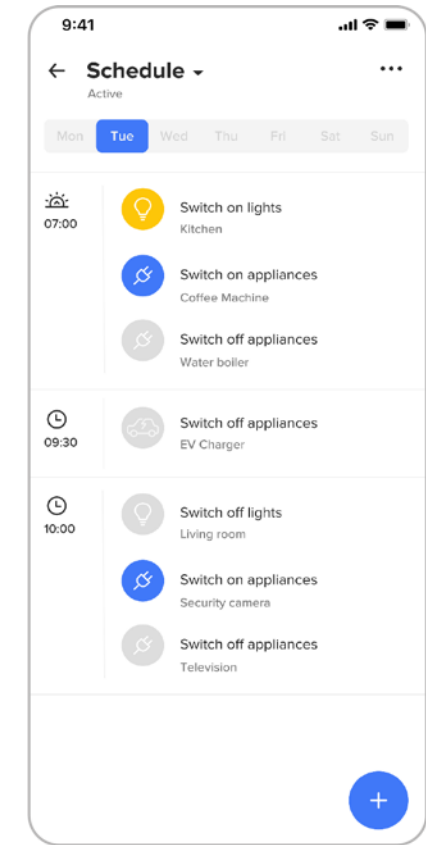 9:41
Schedule
Active
Mon Tue Wed Thu Fri Sat Sun
07:00
Switch on lights
Kitchen
Switch on appliances
Coffee Machine
Switch off appliances
Water boiler
09:30
Switch off appliances
EV Charger
10:00
Switch off lights
Living room
Switch on appliances
Security camera
Switch off appliances
Television